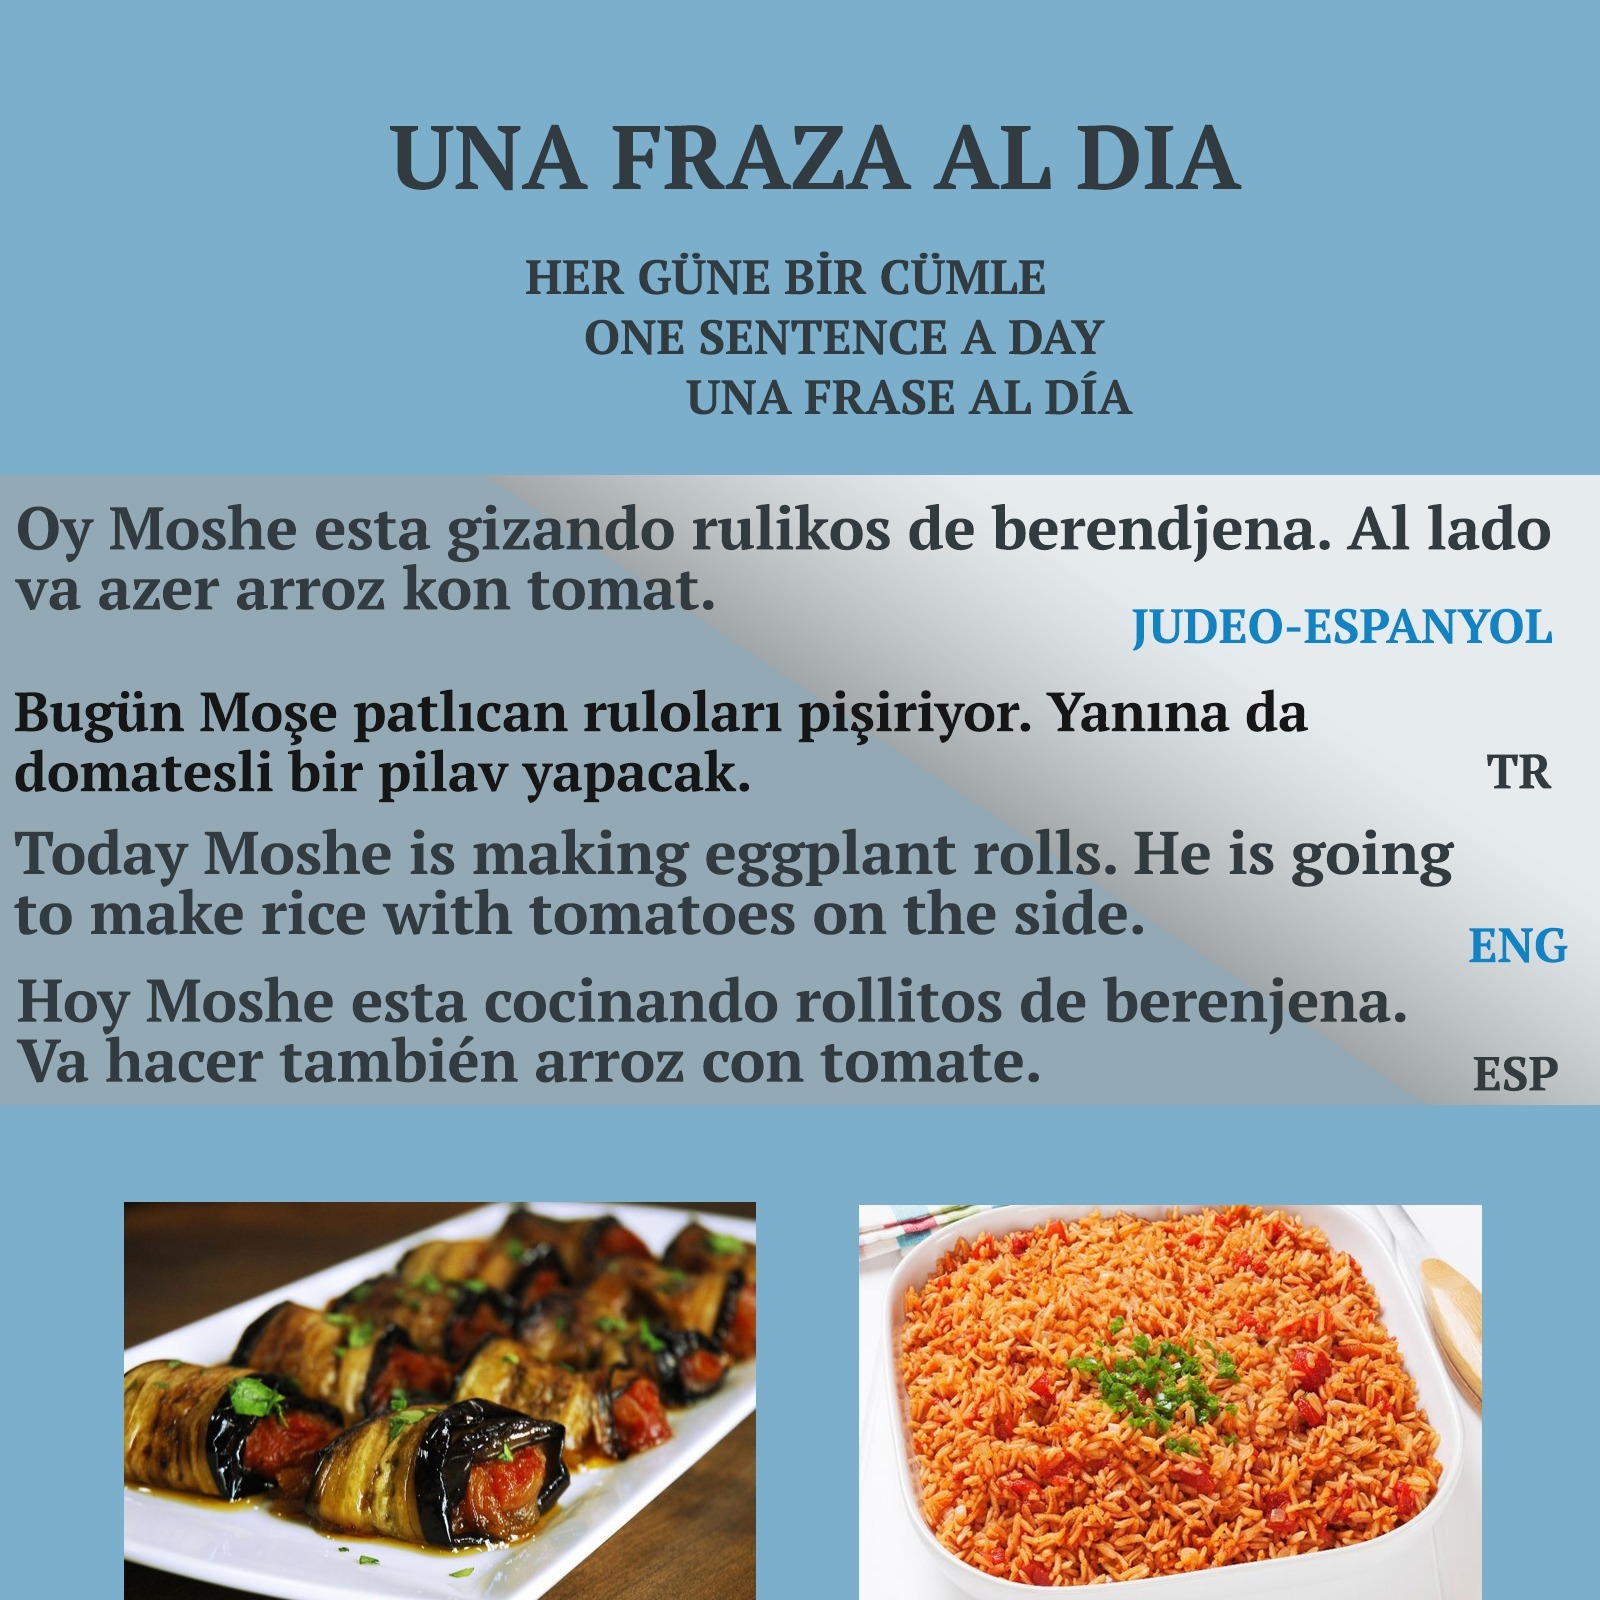 UNA FRAZA AL DIA
HER GÜNE BİR CÜMLE
ONE SENTENCE A DAY
UNA FRASE AL DÍA
Oy Moshe esta gizando rulikos de berendjena. Al lado
va azer arroz kon tomat.
JUDEO-ESPANYOL
Bugün Moşe patlıcan ruloları pişiriyor. Yanına da
domatesli bir pilav yapacak.
TR
Today Moshe is making eggplant rolls. He is going
to make rice with tomatoes on the side.
ENG
Hoy Moshe esta cocinando rollitos de berenjena.
Va hacer también arroz con tomate.
ESP